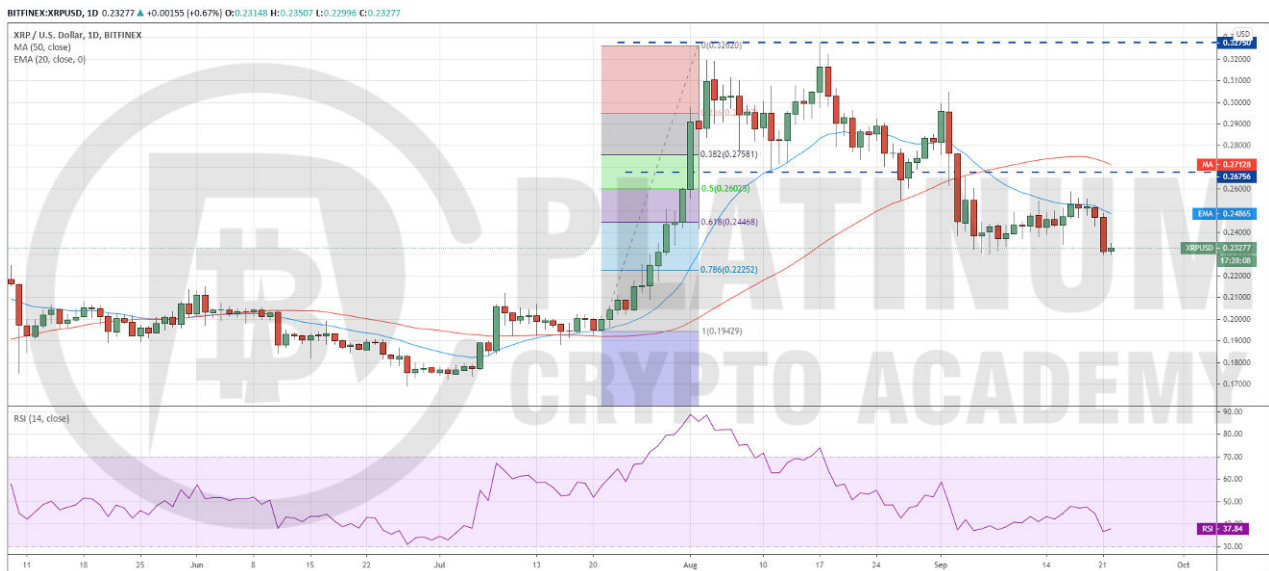 BITFINEX:XRPUSD, 1D 0.23277 ▲ +0.00155 (+0.67%) O:0.23148 H:0.23507 L:0.22996 C:0.23277
XRP / U.S. Dollar, 1D, BITFINEX
MA (50, close)
EMA (20, close, 0)
USD
0.32750
0.32000
0.31000
0.30000
0.29000
0.28000
MA 0.27128
0.26756
0.26000
EMA 0.24865
0.24000
XRPUSD 0.23277
17:28:08
0.22000
0.21000
0.20000
0.19000
0.18000
0.17000
0(0.32620)
0.382(0.27581)
0.5(0.26025)
0.618(0.24468)
0.786(0.22252)
1(0.19429)
PLATINUM
CRYPTO ACADEMY
RSI (14, close)
90.00
80.00
70.00
60.00
50.00
RSI 37.84
30.00
11 18 Jun 8 15 22 Jul 13 20 Aug 10 17 24 Sep 14 21 Oct